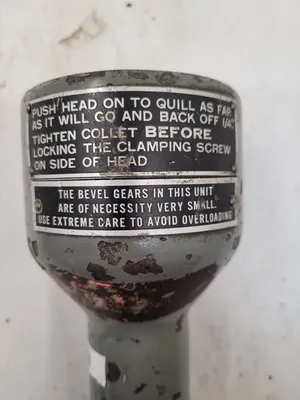 PUSH HEAD ON TO QUILL AS FAR
AS IT WILL GO AND BACK OFF 1/4"
TIGHTEN COLLET BEFORE
LOCKING THE CLAMPING SCREW
ON SIDE OF HEAD
THE BEVEL GEARS IN THIS UNIT
ARE OF NECESSITY VERY SMALL.
USE EXTREME CARE TO AVOID OVERLOADING